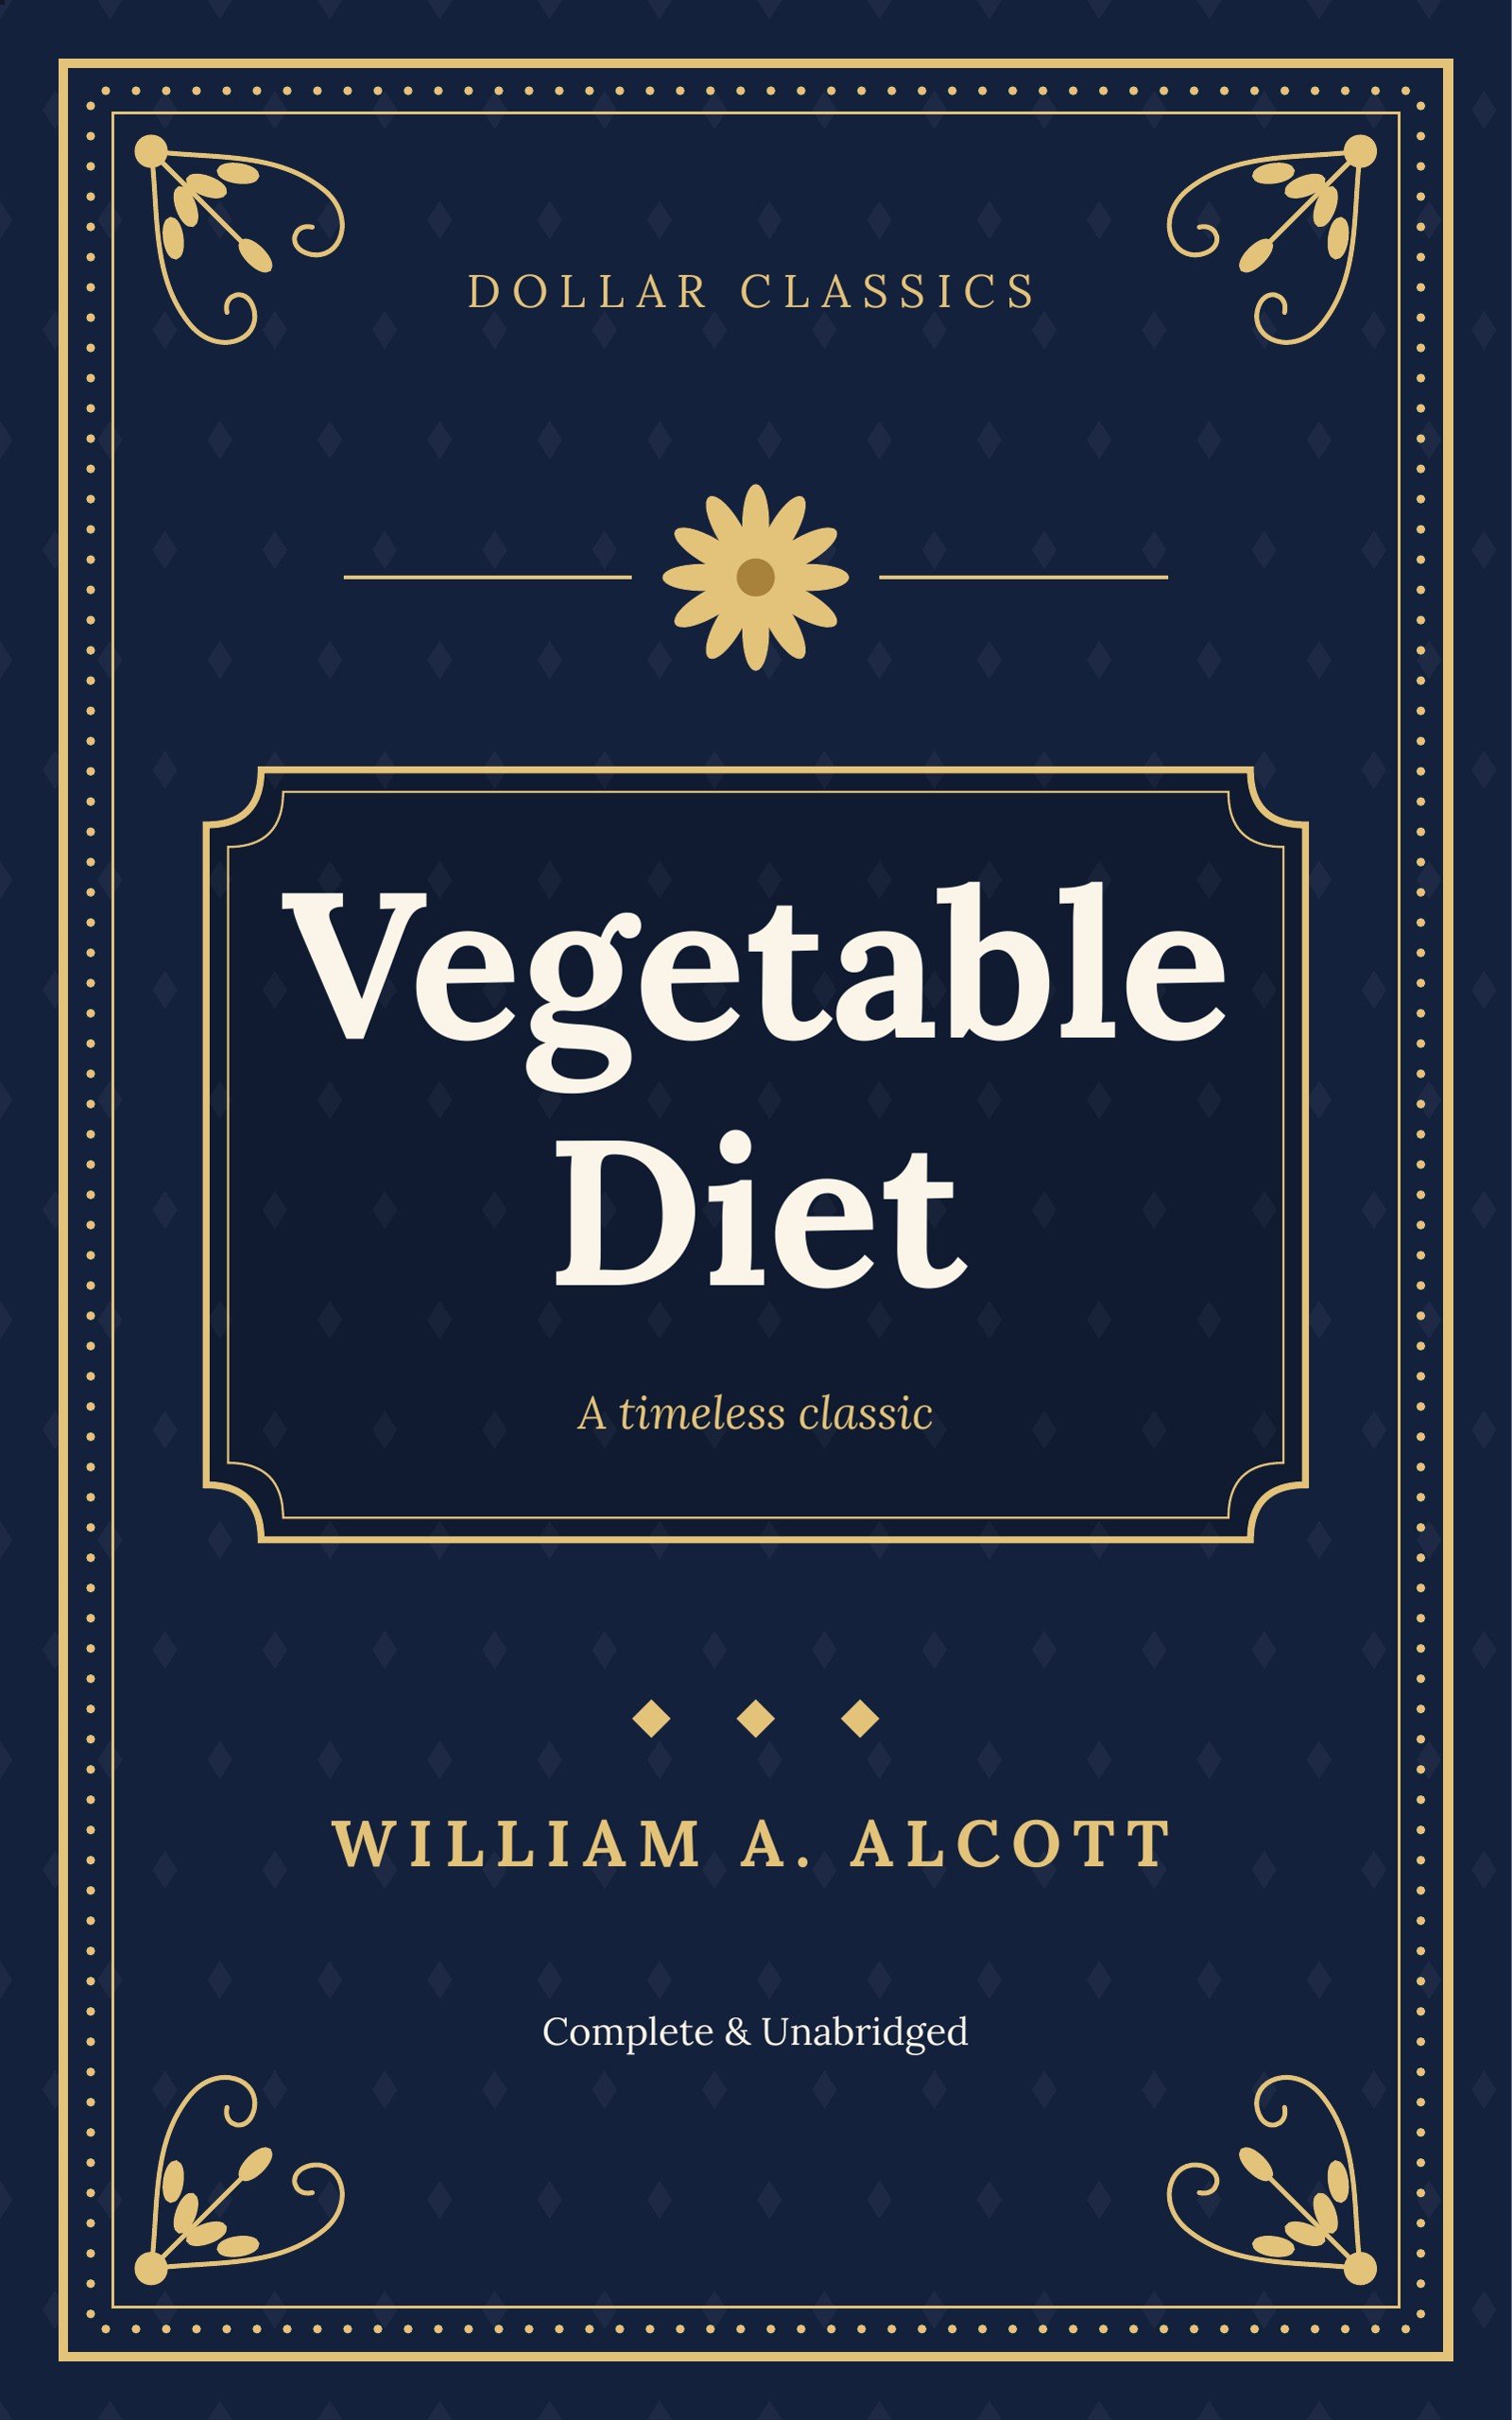 DOLLAR CLASSICS
Vegetable
Diet
A timeless classic
WILLIAM A. ALCOTT
Complete & Unabridged